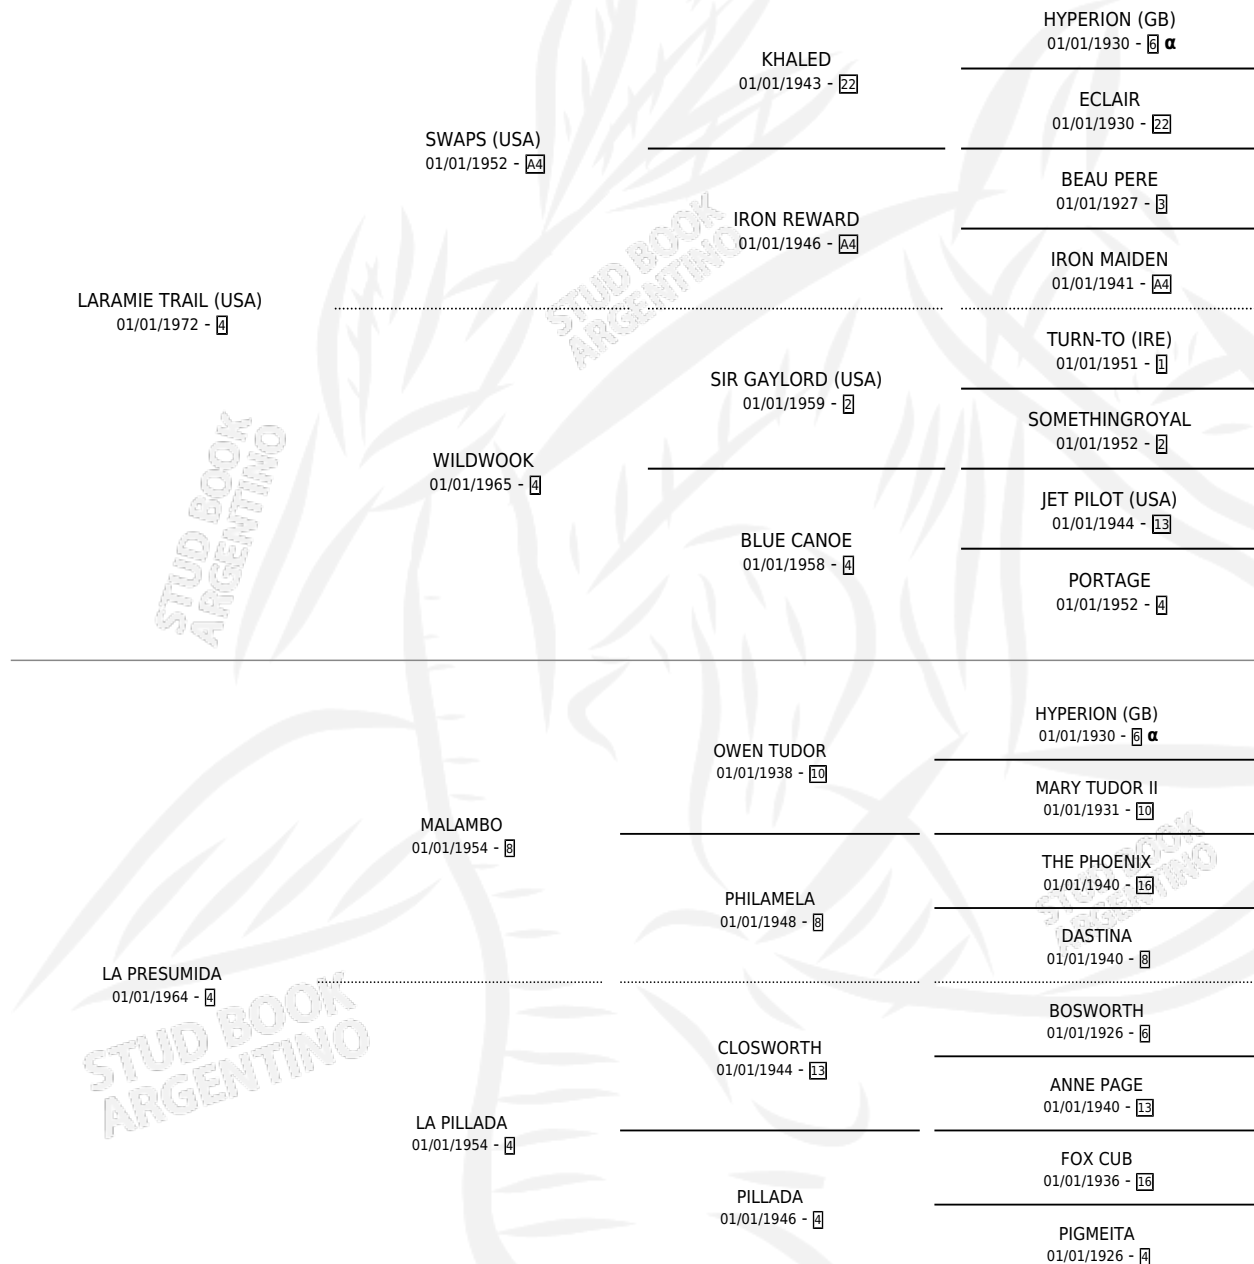 HYPERION (GB)
01/01/1930 - 6 α
KHALED
01/01/1943 - 22
ECLAIR
01/01/1930 - 22
SWAPS (USA)
01/01/1952 - A4
BEAU PERE
01/01/1927 - 3
IRON REWARD
01/01/1946 - A4
IRON MAIDEN
01/01/1941 - A4
LARAMIE TRAIL (USA)
01/01/1972 - 4
TURN-TO (IRE)
01/01/1951 - 1
SIR GAYLORD (USA)
01/01/1959 - 2
SOMETHINGROYAL
01/01/1952 - 2
WILDWOOK
01/01/1965 - 4
JET PILOT (USA)
01/01/1944 - 13
BLUE CANOE
01/01/1958 - 4
PORTAGE
01/01/1952 - 4
HYPERION (GB)
01/01/1930 - 6 α
OWEN TUDOR
01/01/1938 - 10
MARY TUDOR II
01/01/1931 - 10
MALAMBO
01/01/1954 - 8
THE PHOENIX
01/01/1940 - 16
PHILAMELA
01/01/1948 - 8
DASTINA
01/01/1940 - 8
LA PRESUMIDA
01/01/1964 - 4
BOSWORTH
01/01/1926 - 6
CLOSWORTH
01/01/1944 - 13
ANNE PAGE
01/01/1940 - 13
LA PILLADA
01/01/1954 - 4
FOX CUB
01/01/1936 - 16
PILLADA
01/01/1946 - 4
PIGMEITA
01/01/1926 - 4
STUD BOOK
ARGENTINO
STUD BOOK
ARGENTINO
STUD BOOK
ARGENTINO
STUD BOOK
ARGENTINO